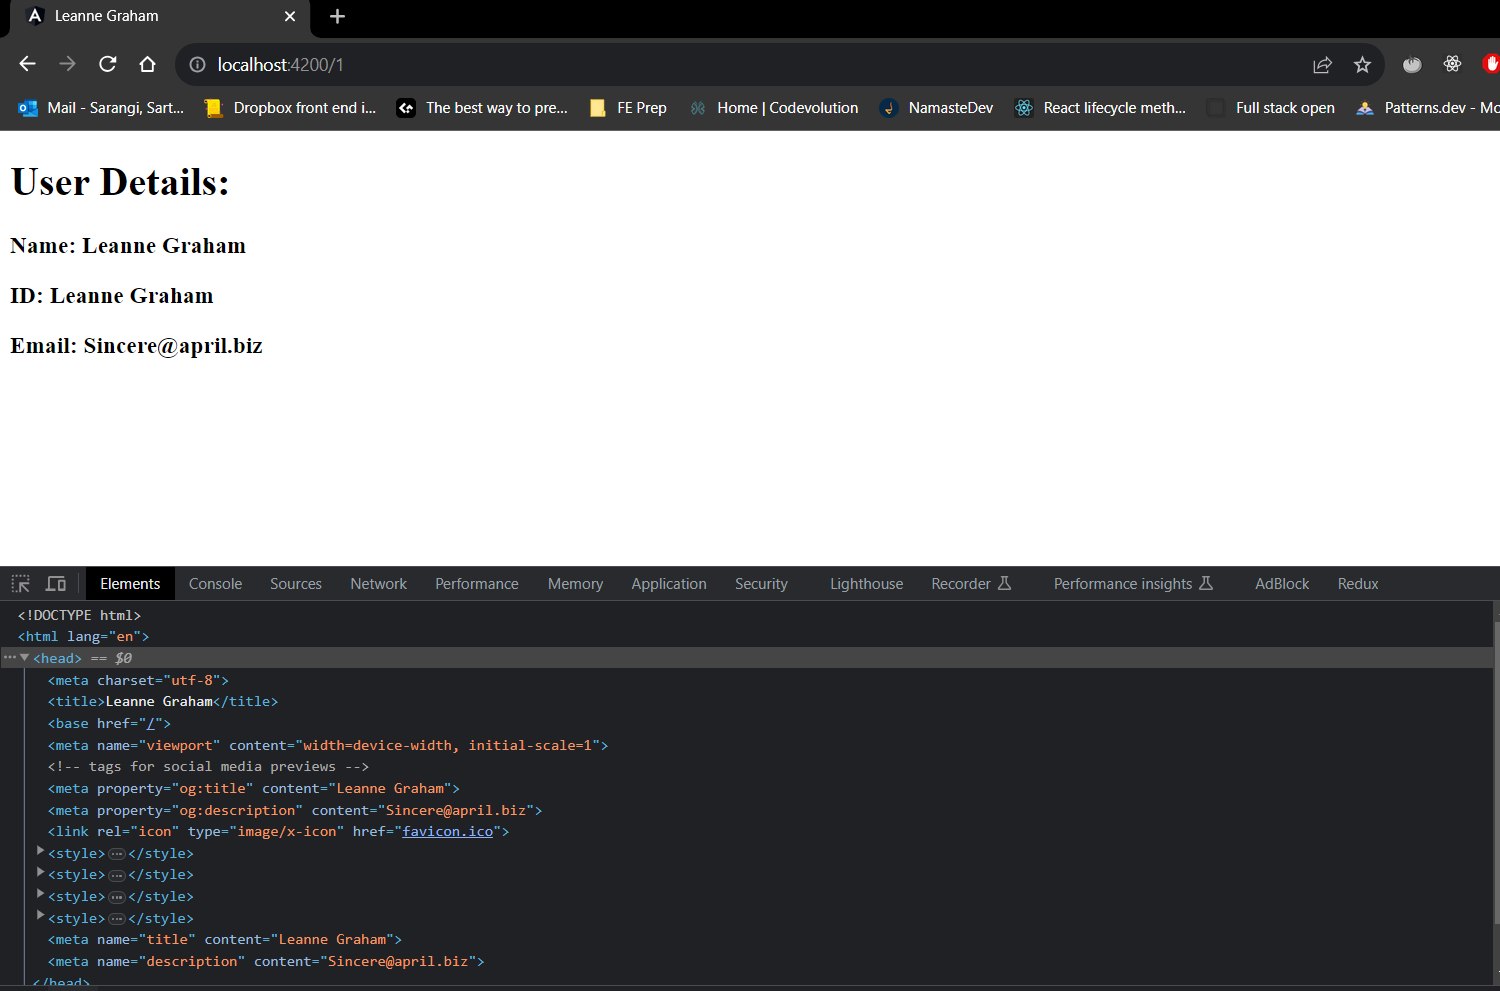 Leanne Graham
localhost:4200/1
Mail - Sarangi, Sart... Dropbox front end i... The best way to pre... FE Prep Home | Codevolution NamasteDev React lifecycle meth... Full stack open Patterns.dev - Mo
User Details:
Name: Leanne Graham
ID: Leanne Graham
Email: Sincere@april.biz
Elements Console Sources Network Performance Memory Application Security Lighthouse Recorder Performance insights AdBlock Redux
<!DOCTYPE html>
<html lang="en">
<head> == $0
<meta charset="utf-8">
<title>Leanne Graham</title>
<base href="/">
<meta name="viewport" content="width=device-width, initial-scale=1">
<!-- tags for social media previews -->
<meta property="og:title" content="Leanne Graham">
<meta property="og:description" content="Sincere@april.biz">
<link rel="icon" type="image/x-icon" href="favicon.ico">
<style>…</style>
<style>…</style>
<style>…</style>
<style>…</style>
<meta name="title" content="Leanne Graham">
<meta name="description" content="Sincere@april.biz">
</head>